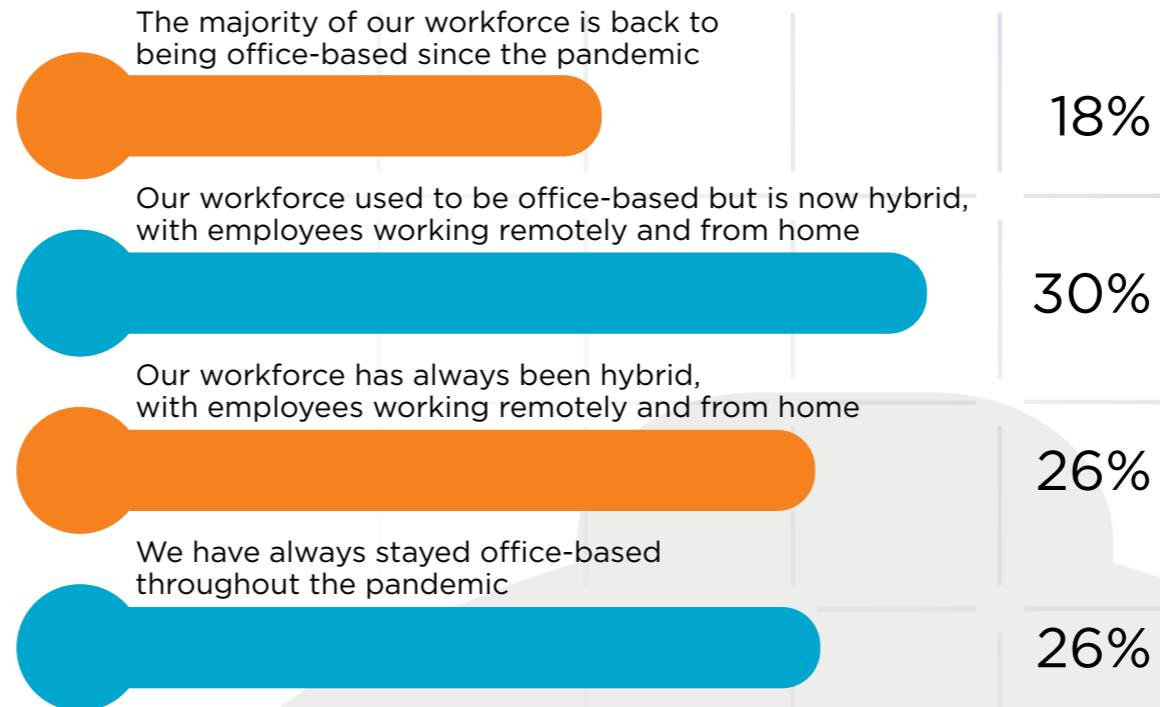 The majority of our workforce is back to
being office-based since the pandemic
18%
Our workforce used to be office-based but is now hybrid,
with employees working remotely and from home
30%
Our workforce has always been hybrid,
with employees working remotely and from home
26%
We have always stayed office-based
throughout the pandemic
26%